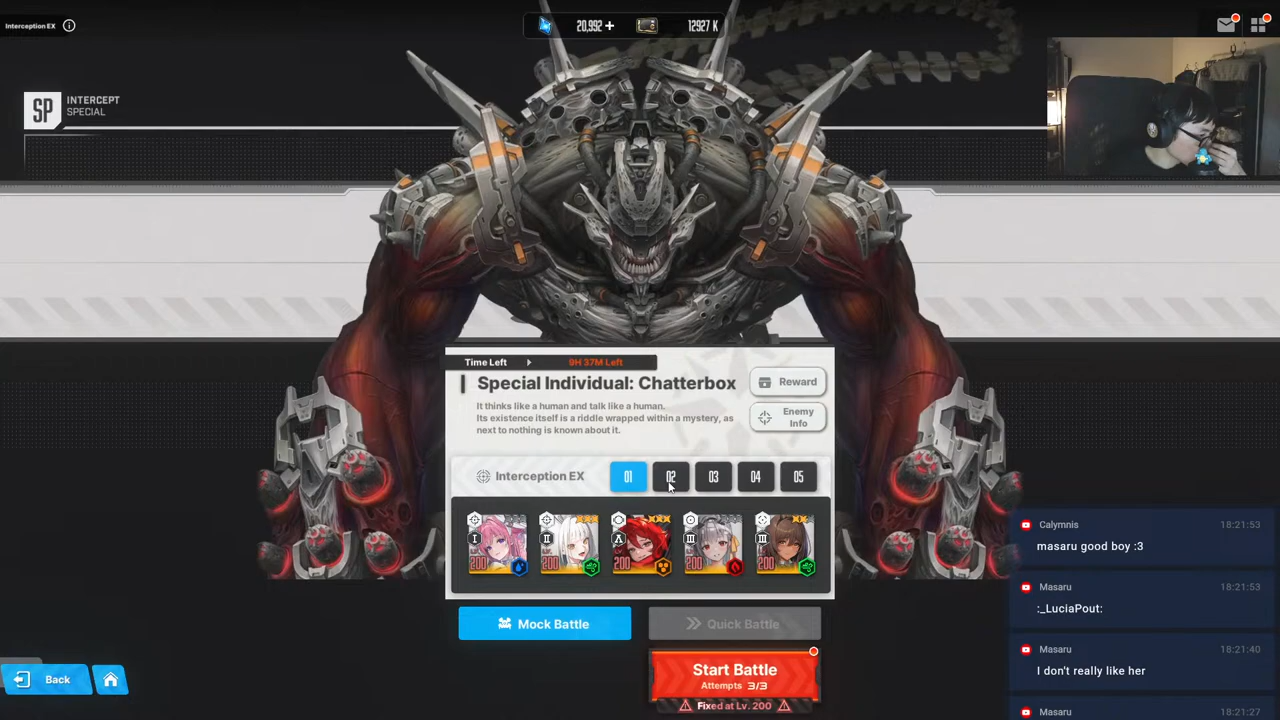 Interception EX
20,992 +
12927 K
SP
INTERCEPT
SPECIAL
Time Left
9H 37M Left
Special Individual: Chatterbox
Reward
It thinks like a human and talk like a human.
Its existence itself is a riddle wrapped within a mystery, as
next to nothing is known about it.
Enemy
Info
Interception EX
01
02
03
04
05
I
II
Λ
III
III
200
200
200
200
200
Mock Battle
Quick Battle
Start Battle
Attempts 3/3
Fixed at Lv. 200
Back
Calymnis
18:21:53
masaru good boy :3
Masaru
18:21:53
:_LuciaPout:
Masaru
18:21:40
I don't really like her
Masaru
18:21:27